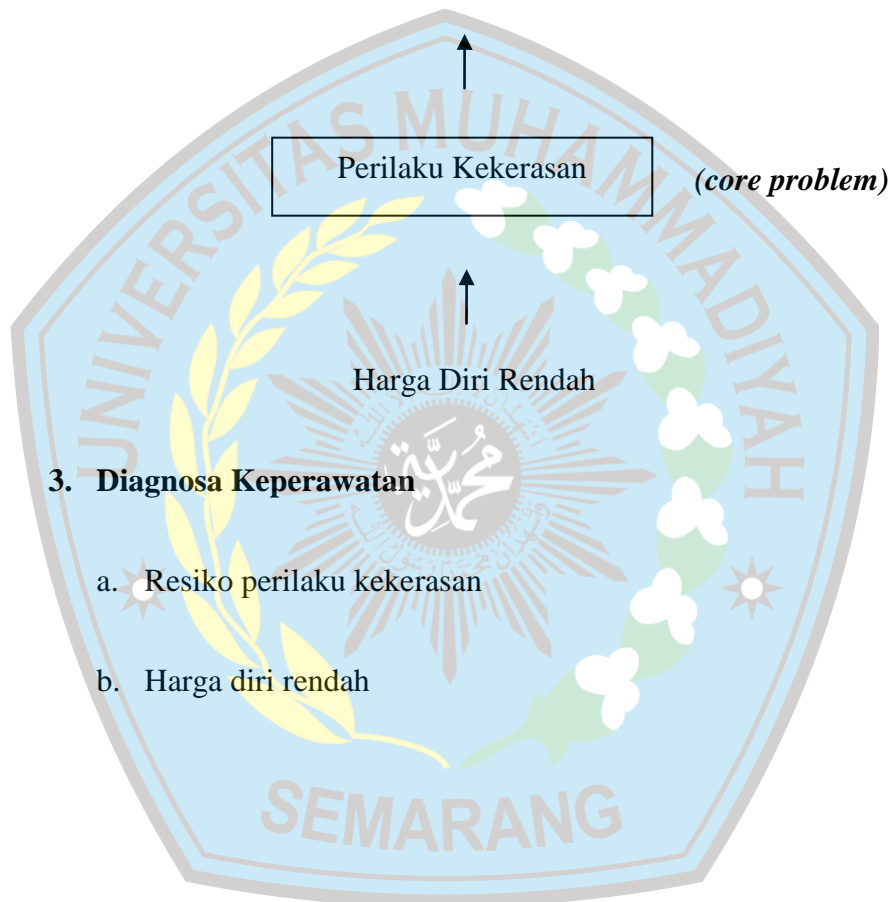 UNIVERSITAS MUHAMMADIYAH
Perilaku Kekerasan
(core problem)
Harga Diri Rendah
3. Diagnosa Keperawatan
a. Resiko perilaku kekerasan
b. Harga diri rendah
SEMARANG